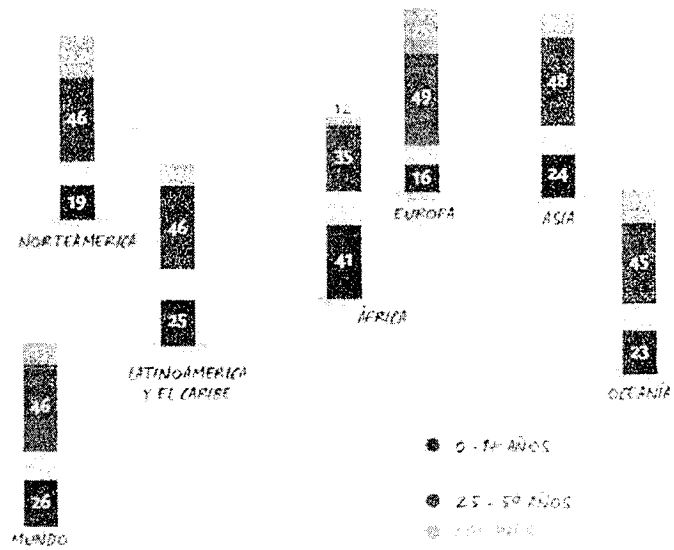 46
19
NORTEAMERICA
46
25
LATINOAMERICA
Y EL CARIBE
46
26
MUNDO
12
35
41
ÁFRICA
49
16
EUROPA
48
24
ASIA
45
23
OCEANÍA
0-14 AÑOS
25-59 AÑOS